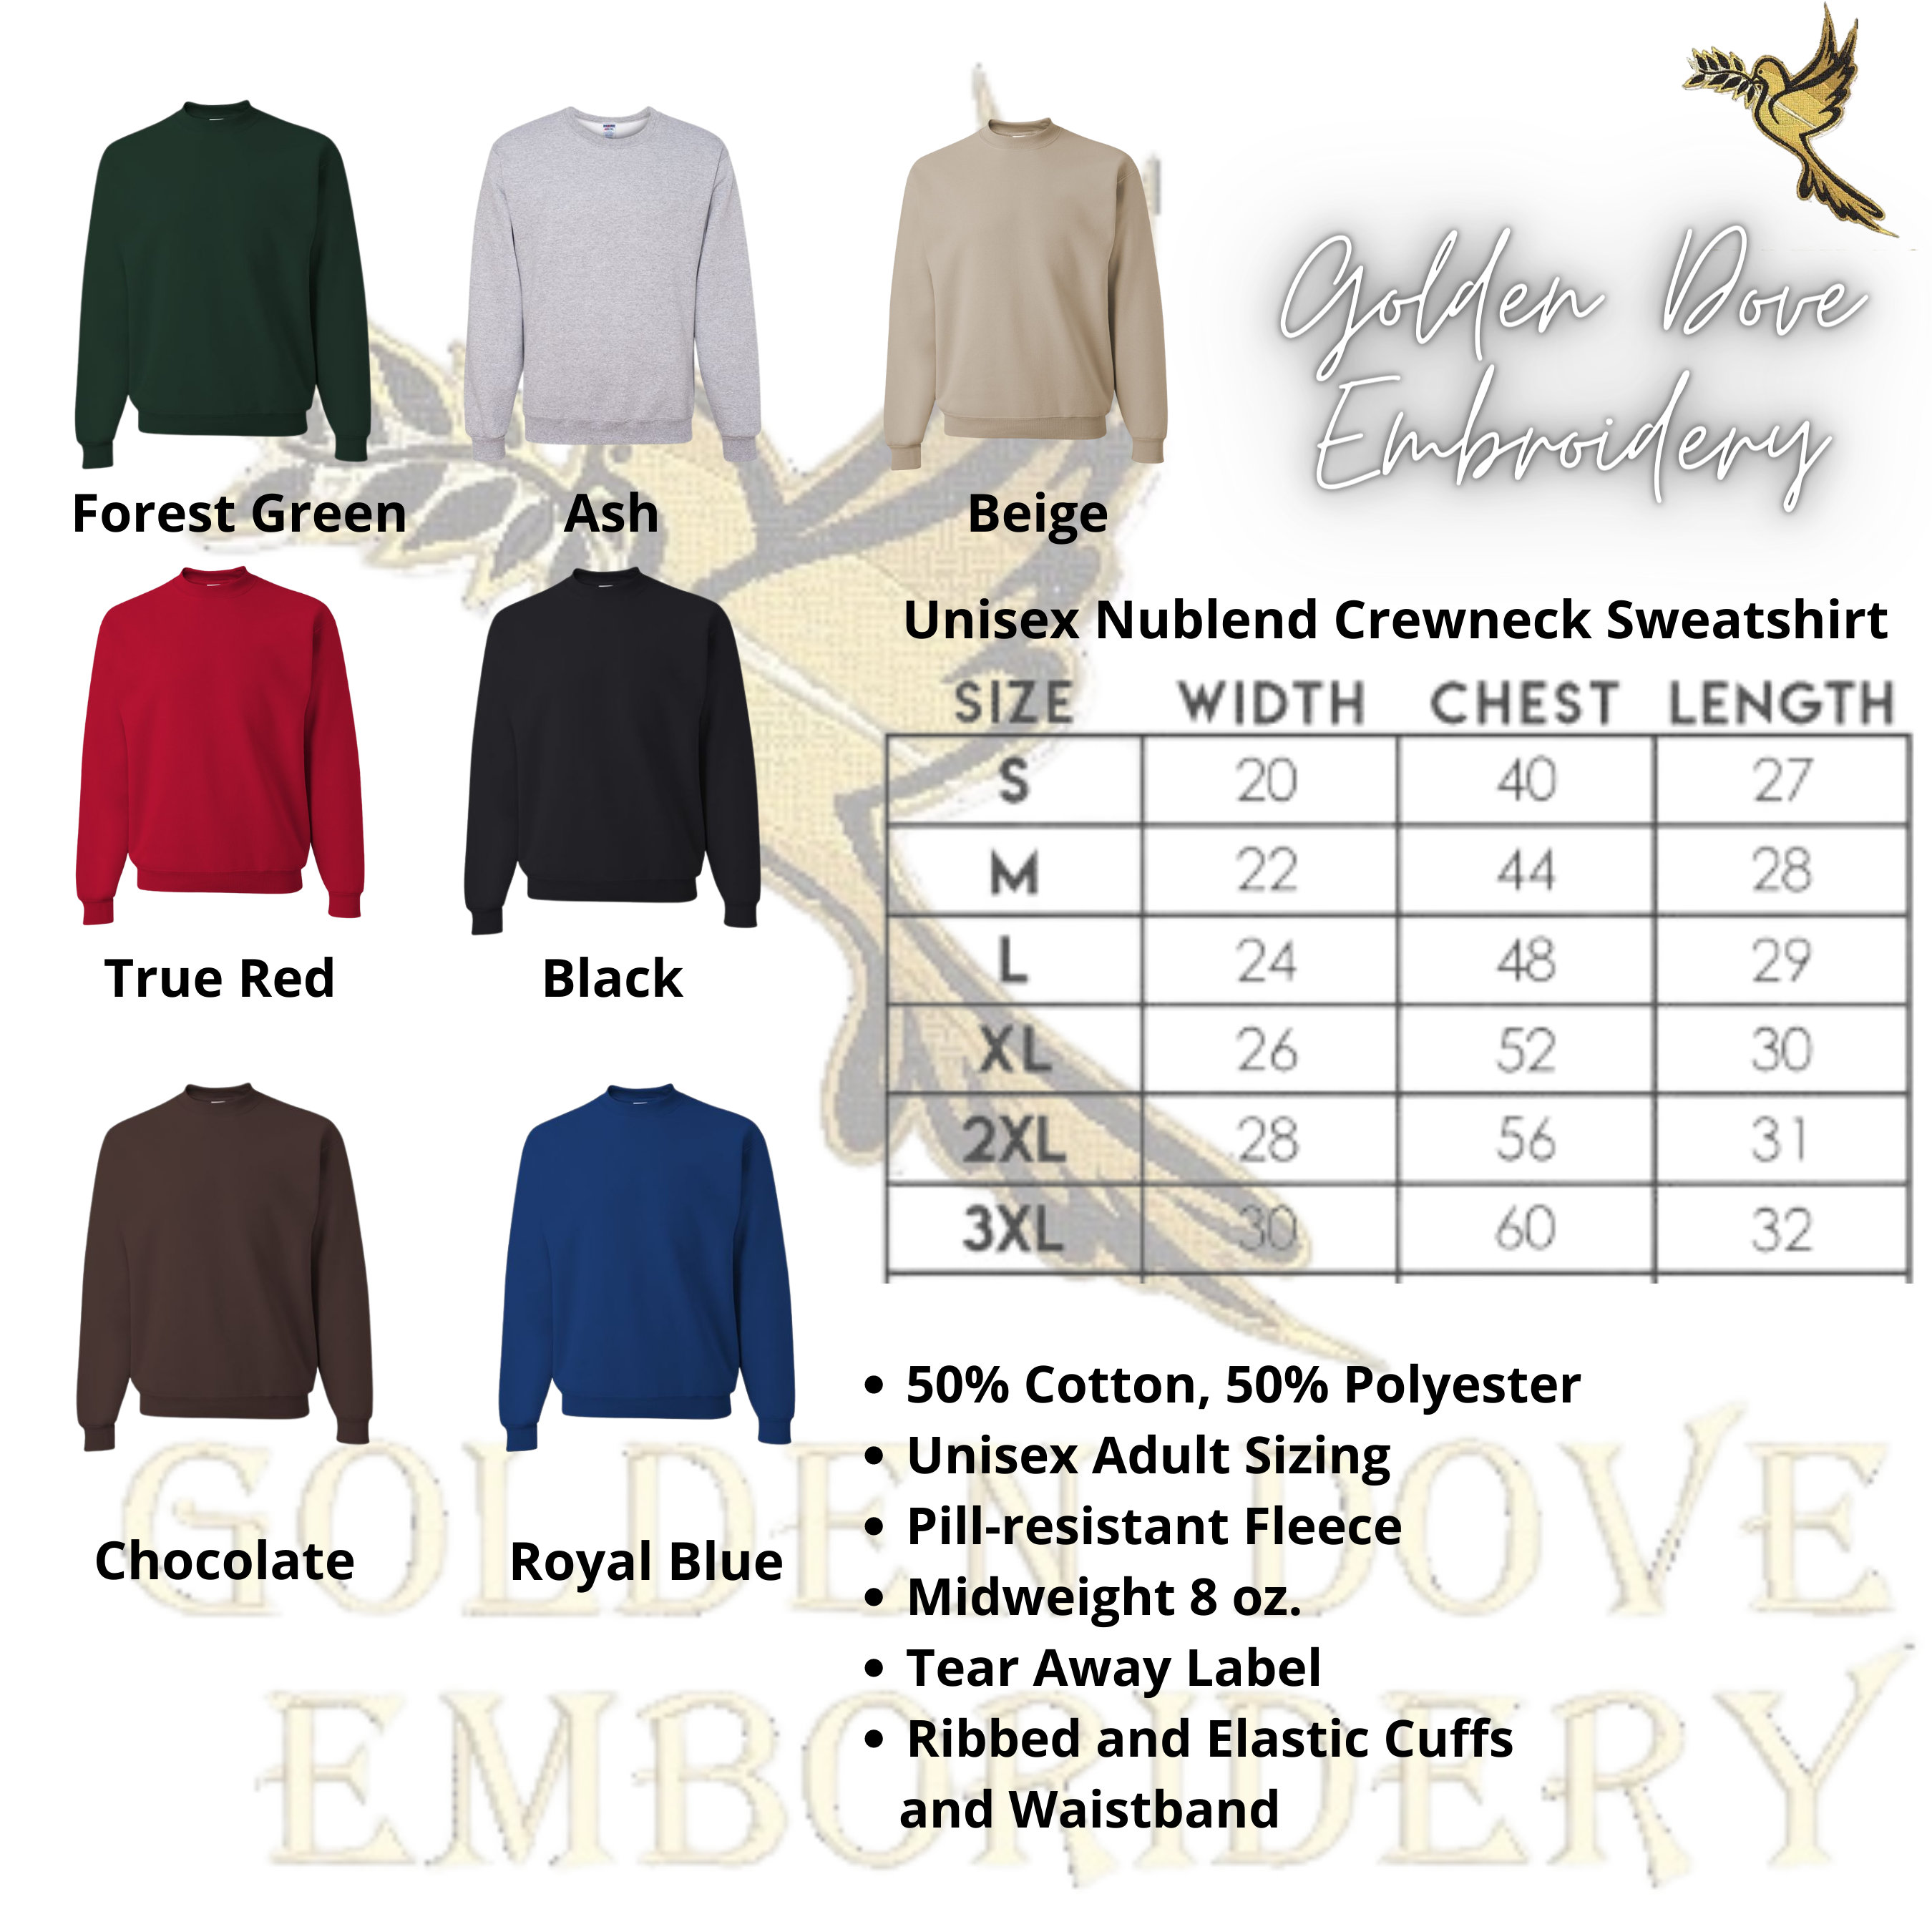 Golden Dove
Embroidery
Forest Green
Ash
Beige
True Red
Black
Chocolate
Royal Blue
Unisex Nublend Crewneck Sweatshirt
SIZE WIDTH CHEST LENGTH
S 20 40 27
M 22 44 28
L 24 48 29
XL 26 52 30
2XL 28 56 31
3XL 30 60 32
• 50% Cotton, 50% Polyester
• Unisex Adult Sizing
• Pill-resistant Fleece
• Midweight 8 oz.
• Tear Away Label
• Ribbed and Elastic Cuffs
and Waistband
GOLDEN DOVE
EMBORIDERY